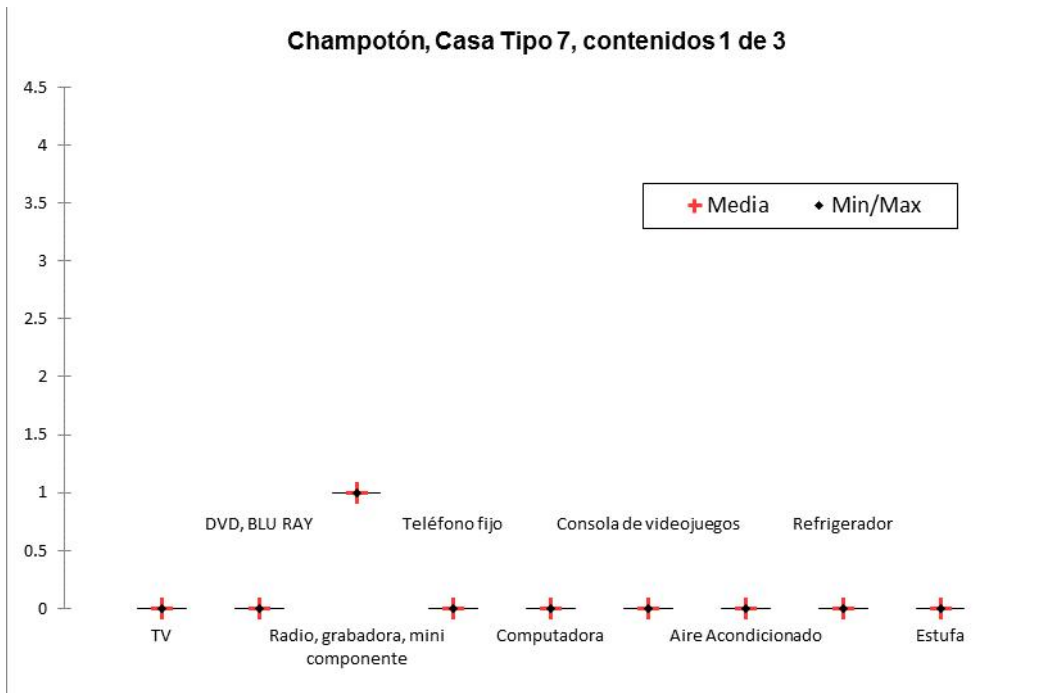 Champotón, Casa Tipo 7, contenidos 1 de 3
4.5
4
3.5
Media Min/Max
3
2.5
2
1.5
1
DVD, BLU RAY Teléfono fijo Consola de videojuegos Refrigerador
0.5
0
TV Radio, grabadora, mini Computadora Aire Acondicionado Estufa
componente